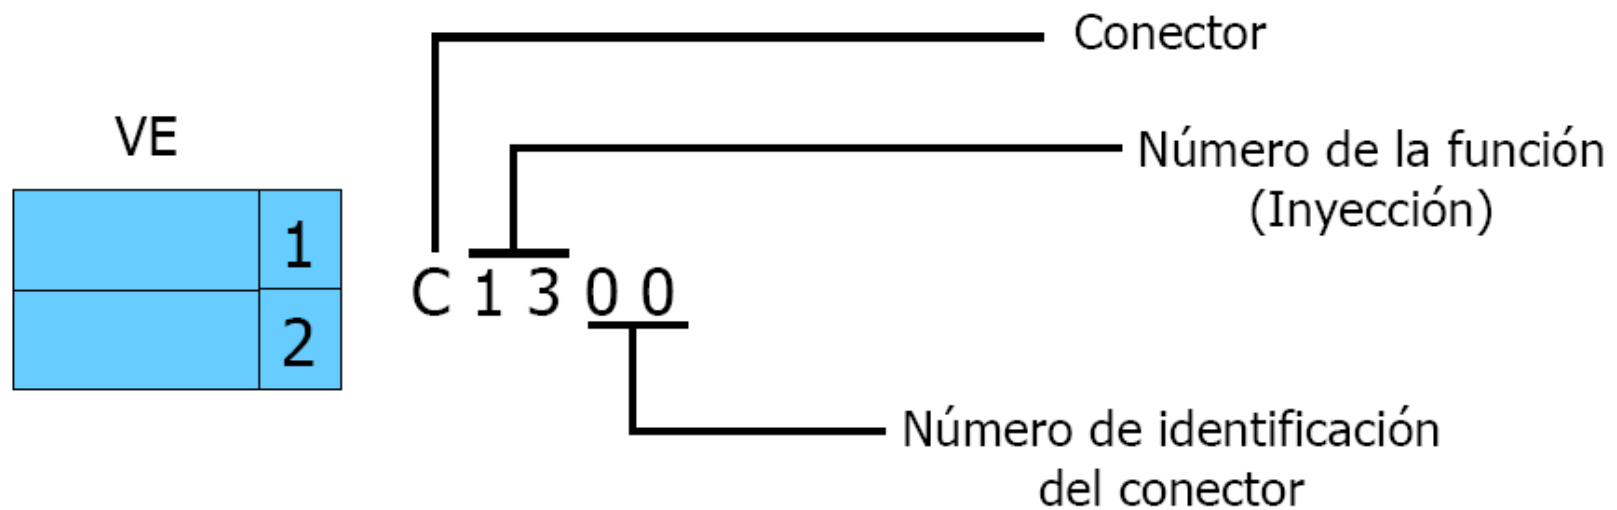 Conector
VE
Número de la función
(Inyección)
1
C 1 3 0 0
2
Número de identificación
del conector